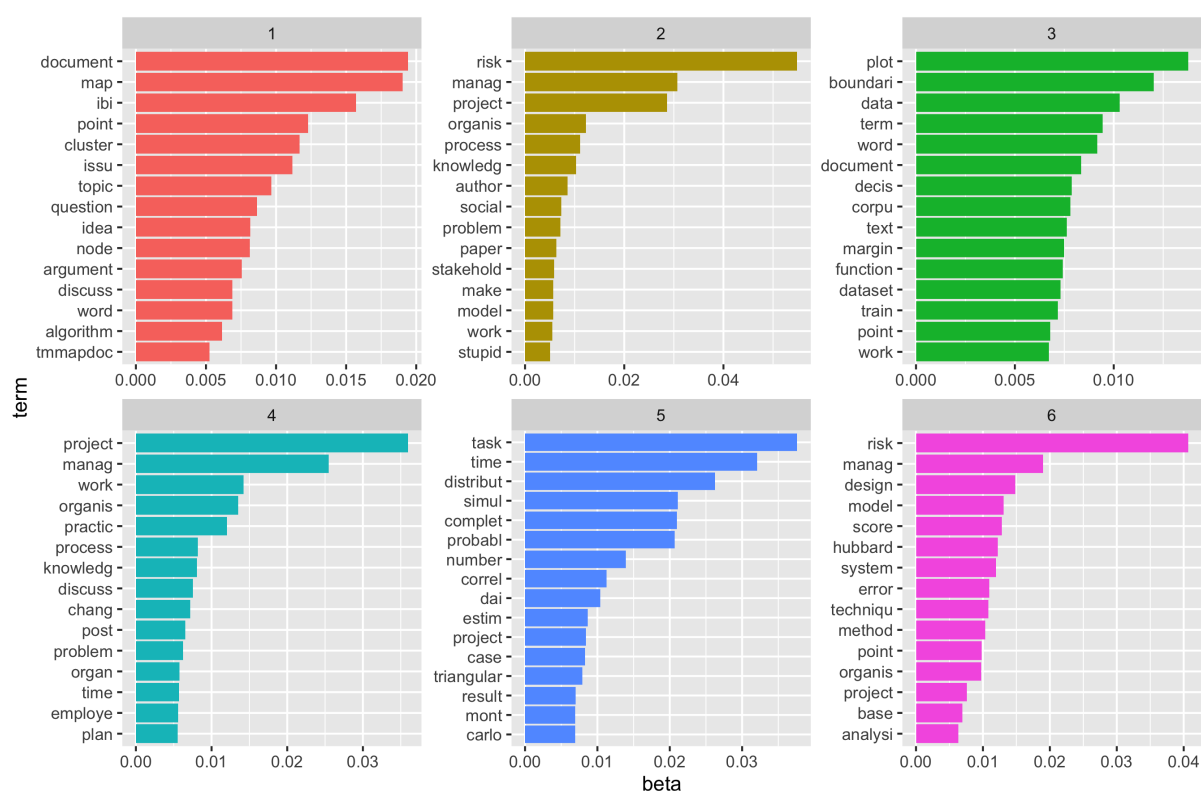 1
document
map
ibi
point
cluster
issu
topic
question
idea
node
argument
discuss
word
algorithm
tmmapdoc
0.000 0.005 0.010 0.015 0.020
2
risk
manag
project
organis
process
knowledg
author
social
problem
paper
stakehold
make
model
work
stupid
0.00 0.02 0.04
3
plot
boundari
data
term
word
document
decis
corpu
text
margin
function
dataset
train
point
work
0.000 0.005 0.010
term
4
project
manag
work
organis
practic
process
knowledg
discuss
chang
post
problem
organ
time
employe
plan
0.00 0.01 0.02 0.03
5
task
time
distribut
simul
complet
probabl
number
correl
dai
estim
project
case
triangular
result
mont
carlo
0.00 0.01 0.02 0.03
6
risk
manag
design
model
score
hubbard
system
error
techniqu
method
point
organis
project
base
analysi
0.00 0.01 0.02 0.03 0.04
beta